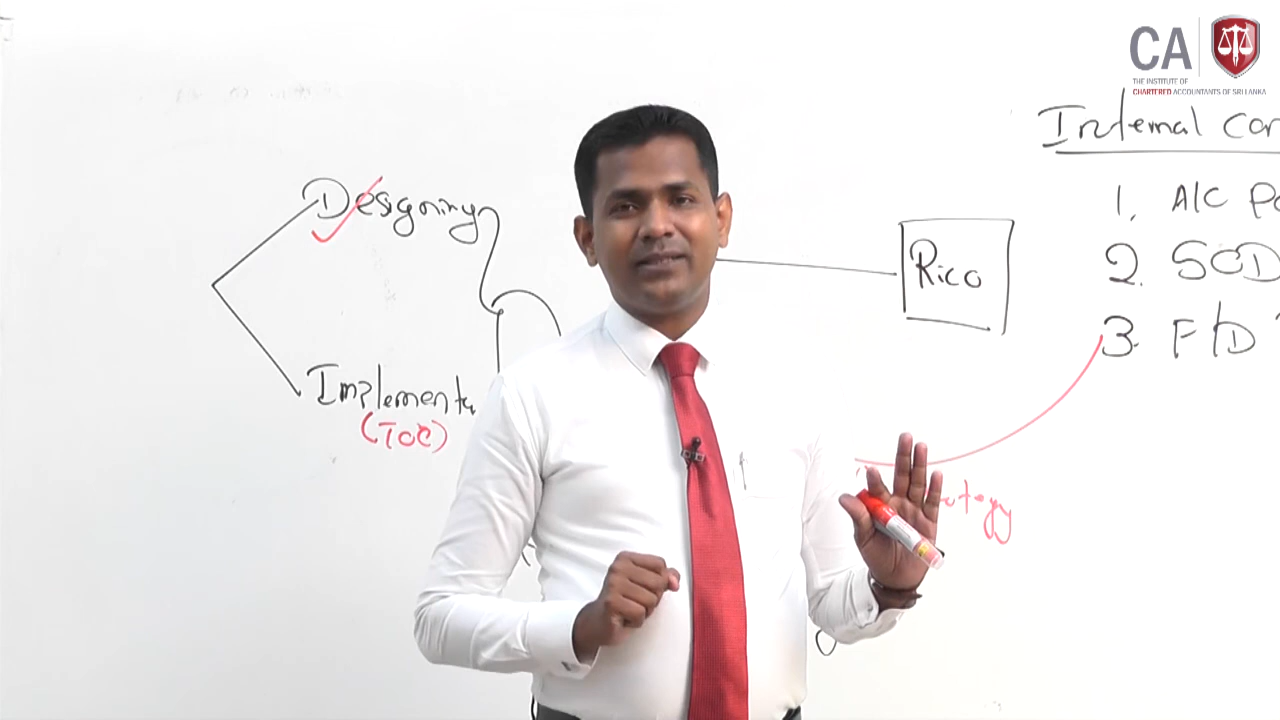 CA
THE INSTITUTE OF
CHARTERED ACCOUNTANTS OF SRI LANKA
Internal Con
1. A/C Po
2. SOD
3. F/D
Designing
Implementa
(TOC)
Rico